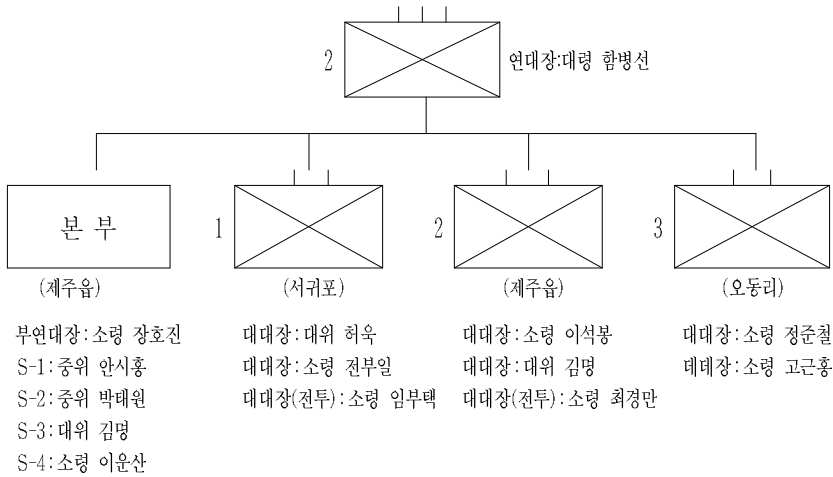 2
연대장:대령 함병선
본 부
1
2
3
(제주읍)
(서귀포)
(제주읍)
(오동리)
부연대장:소령 장호진
S-1:중위 안시홍
S-2:중위 박태원
S-3:대위 김명
S-4:소령 이운산
대대장:대위 허욱
대대장:소령 전부일
대대장(전투):소령 임부택
대대장:소령 이석봉
대대장:대위 김명
대대장(전투):소령 최경만
대대장:소령 정준철
데데장:소령 고근홍